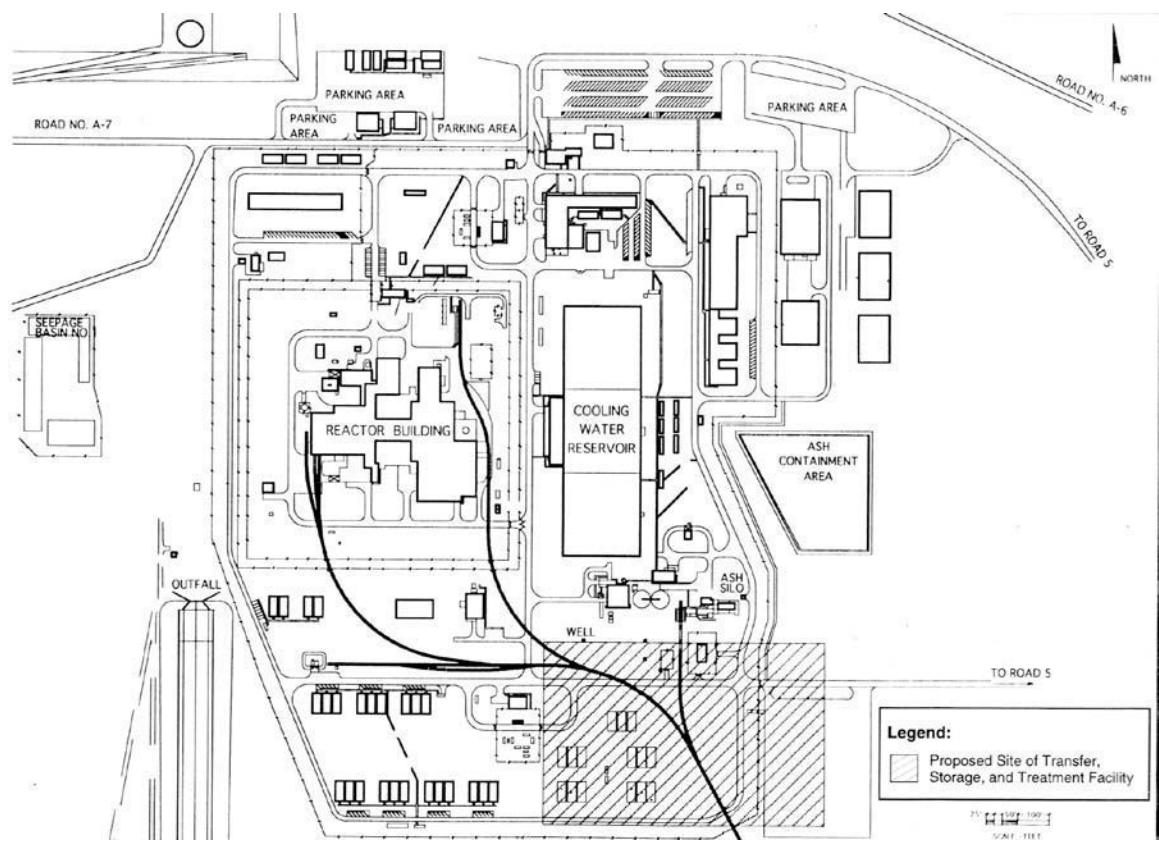 NORTH
ROAD NO. A-6
PARKING AREA
PARKING
AREA
PARKING AREA
PARKING AREA
ROAD NO. A-7
TO ROAD 5
SEEPAGE
BASIN NO
REACTOR BUILDING
COOLING
WATER
RESERVOIR
ASH
CONTAINMENT
AREA
OUTFALL
ASH
SILO
WELL
TO ROAD 5
Legend:
Proposed Site of Transfer,
Storage, and Treatment Facility
SCALE - FEET